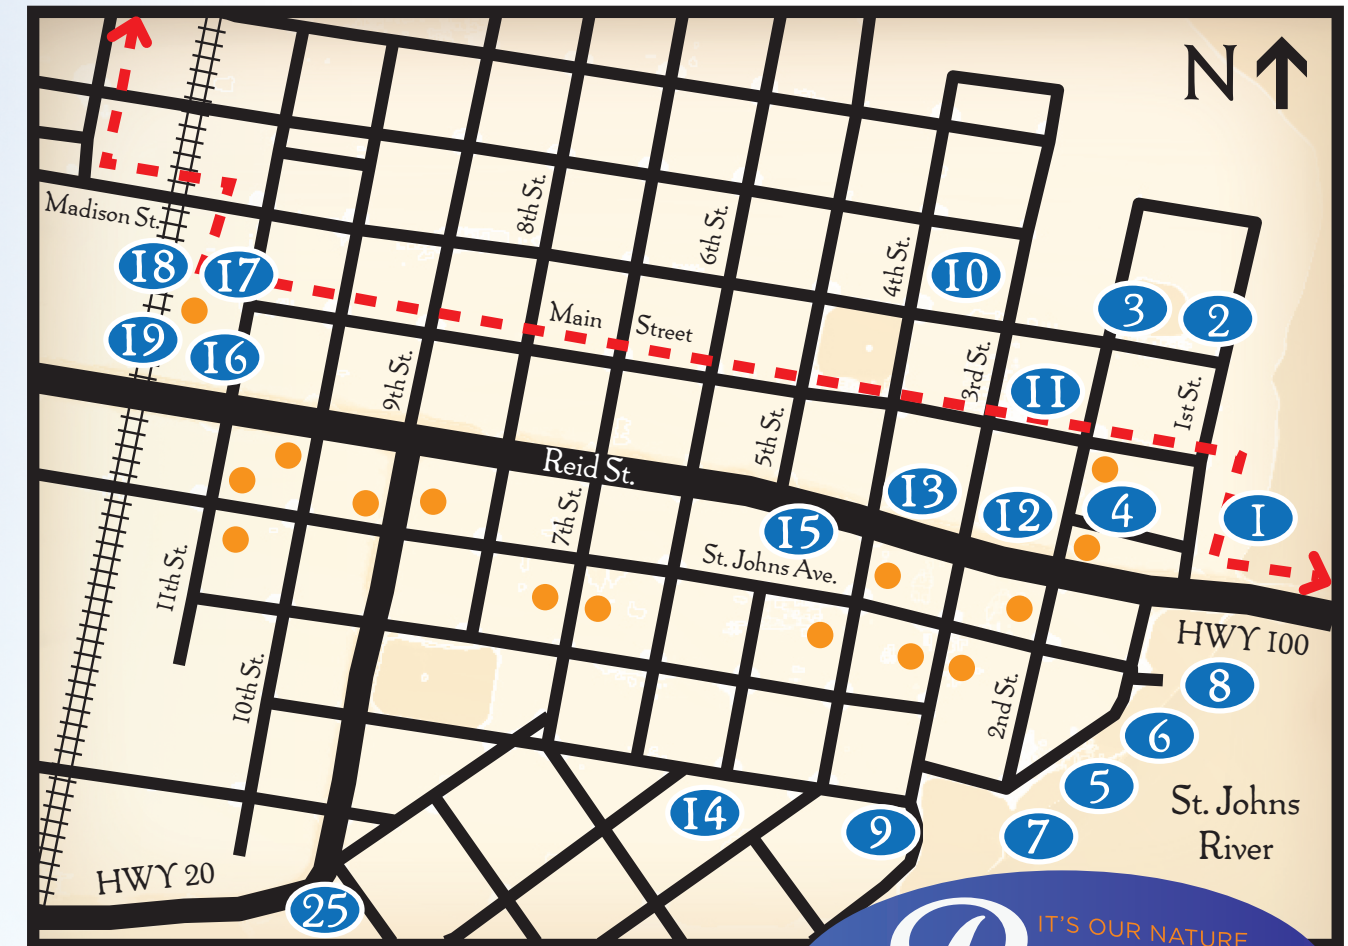 N
Madison St.
8th St.
6th St.
4th St.
10
18
17
3
2
Main Street
19
16
9th St.
3rd St.
11
1st St.
5th St.
Reid St.
13
12
4
1
15
7th St.
St. Johns Ave.
11th St.
HWY 100
10th St.
2nd St.
8
6
5
St. Johns
River
14
9
7
HWY 20
25
IT'S OUR NATURE